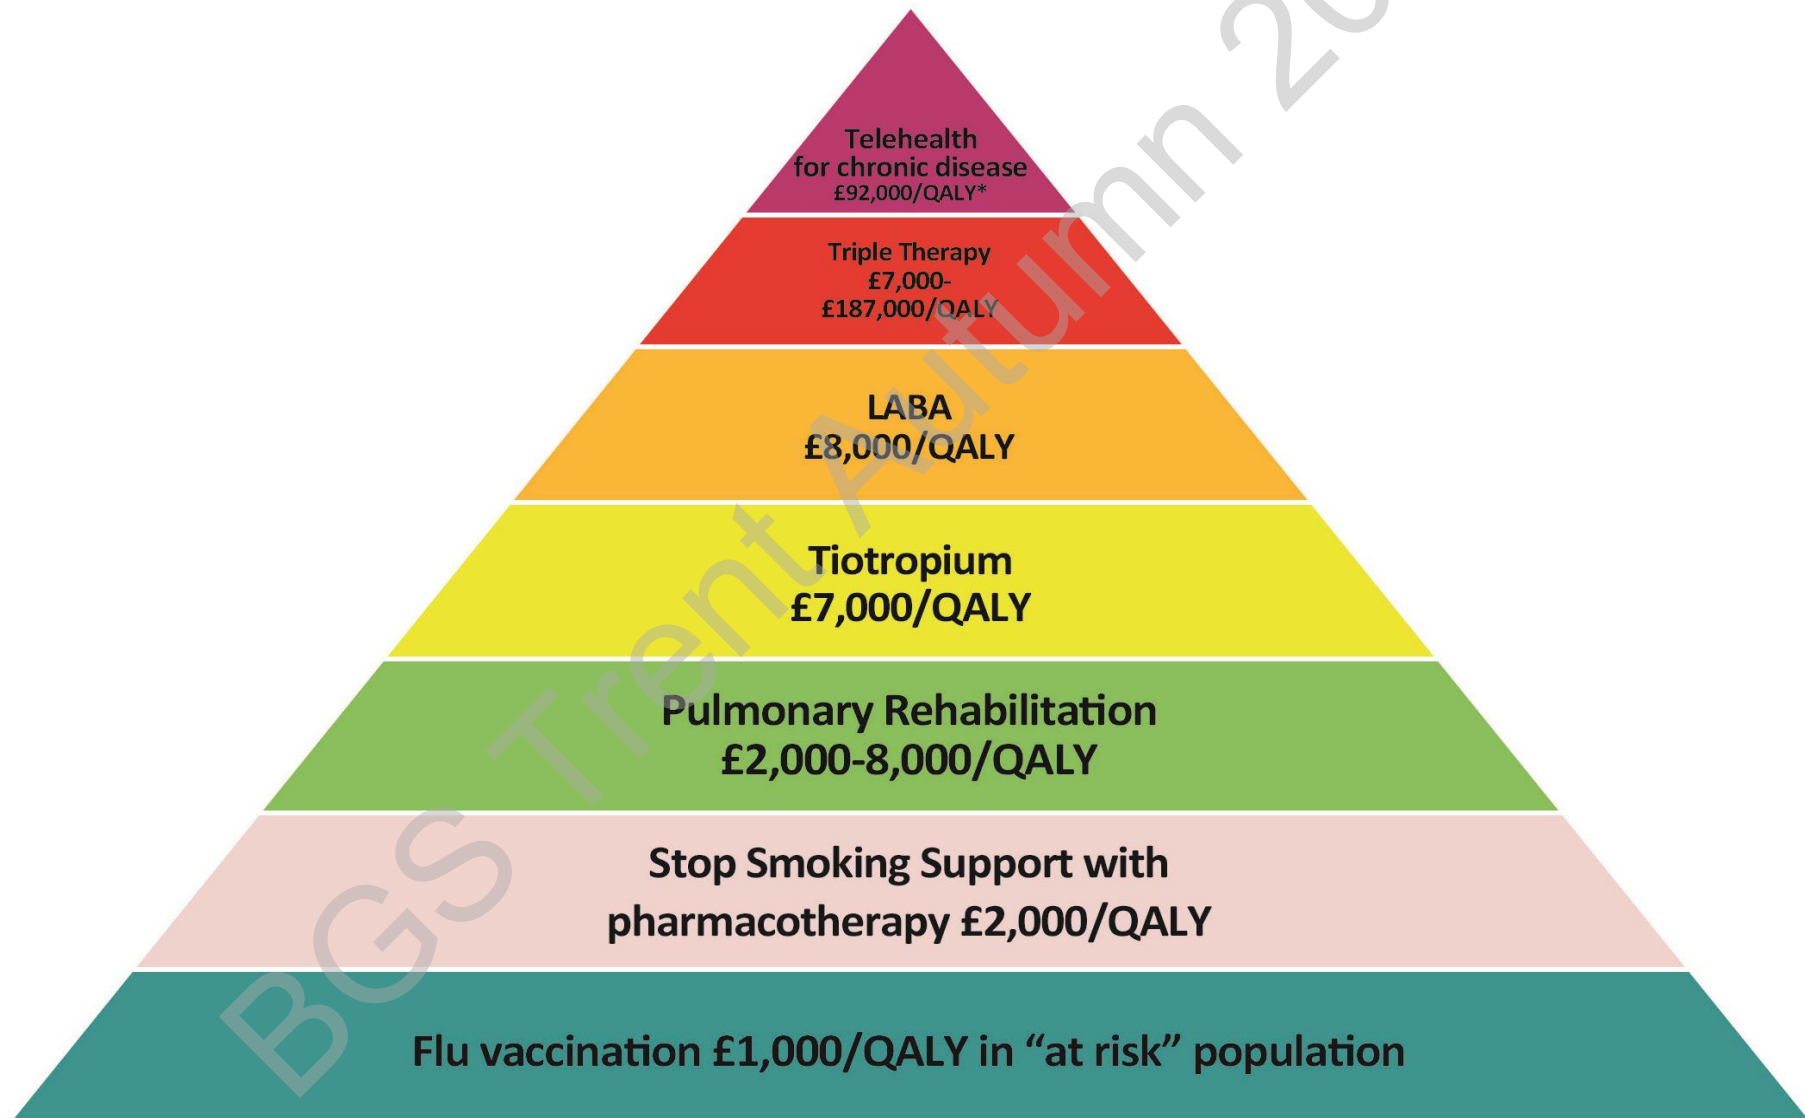 Telehealth
for chronic disease
£92,000/QALY*
Triple Therapy
£7,000-
£187,000/QALY
LABA
£8,000/QALY
Tiotropium
£7,000/QALY
Pulmonary Rehabilitation
£2,000-8,000/QALY
Stop Smoking Support with
pharmacotherapy £2,000/QALY
Flu vaccination £1,000/QALY in “at risk” population
BGS Trent Autumn